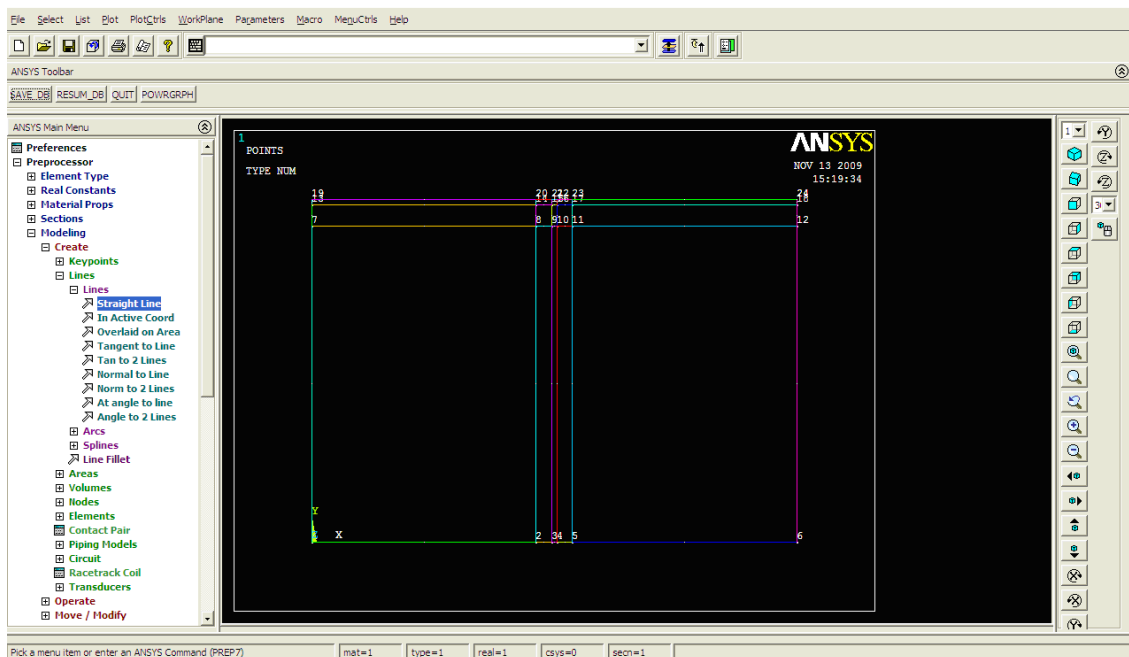 File Select List Plot PlotCtrls WorkPlane Parameters Macro MenuCtrls Help
ANSYS Toolbar
SAVE_DB RESUM_DB QUIT POWRGRPH
ANSYS Main Menu
Preferences
Preprocessor
Element Type
Real Constants
Material Props
Sections
Modeling
Create
Keypoints
Lines
Lines
Straight Line
In Active Coord
Overlaid on Area
Tangent to Line
Tan to 2 Lines
Normal to Line
Norm to 2 Lines
At angle to line
Angle to 2 Lines
Arcs
Splines
Line Fillet
Areas
Volumes
Nodes
Elements
Contact Pair
Piping Models
Circuit
Racetrack Coil
Transducers
Operate
Move / Modify
1
POINTS
TYPE NUM
ANSYS
NOV 13 2009
15:19:34
19 20 23 24
13
7 8 9 10 11 12
Y
X 2 3 4 5 6
1
Pick a menu item or enter an ANSYS Command (PREP7) mat=1 type=1 real=1 csys=0 secn=1